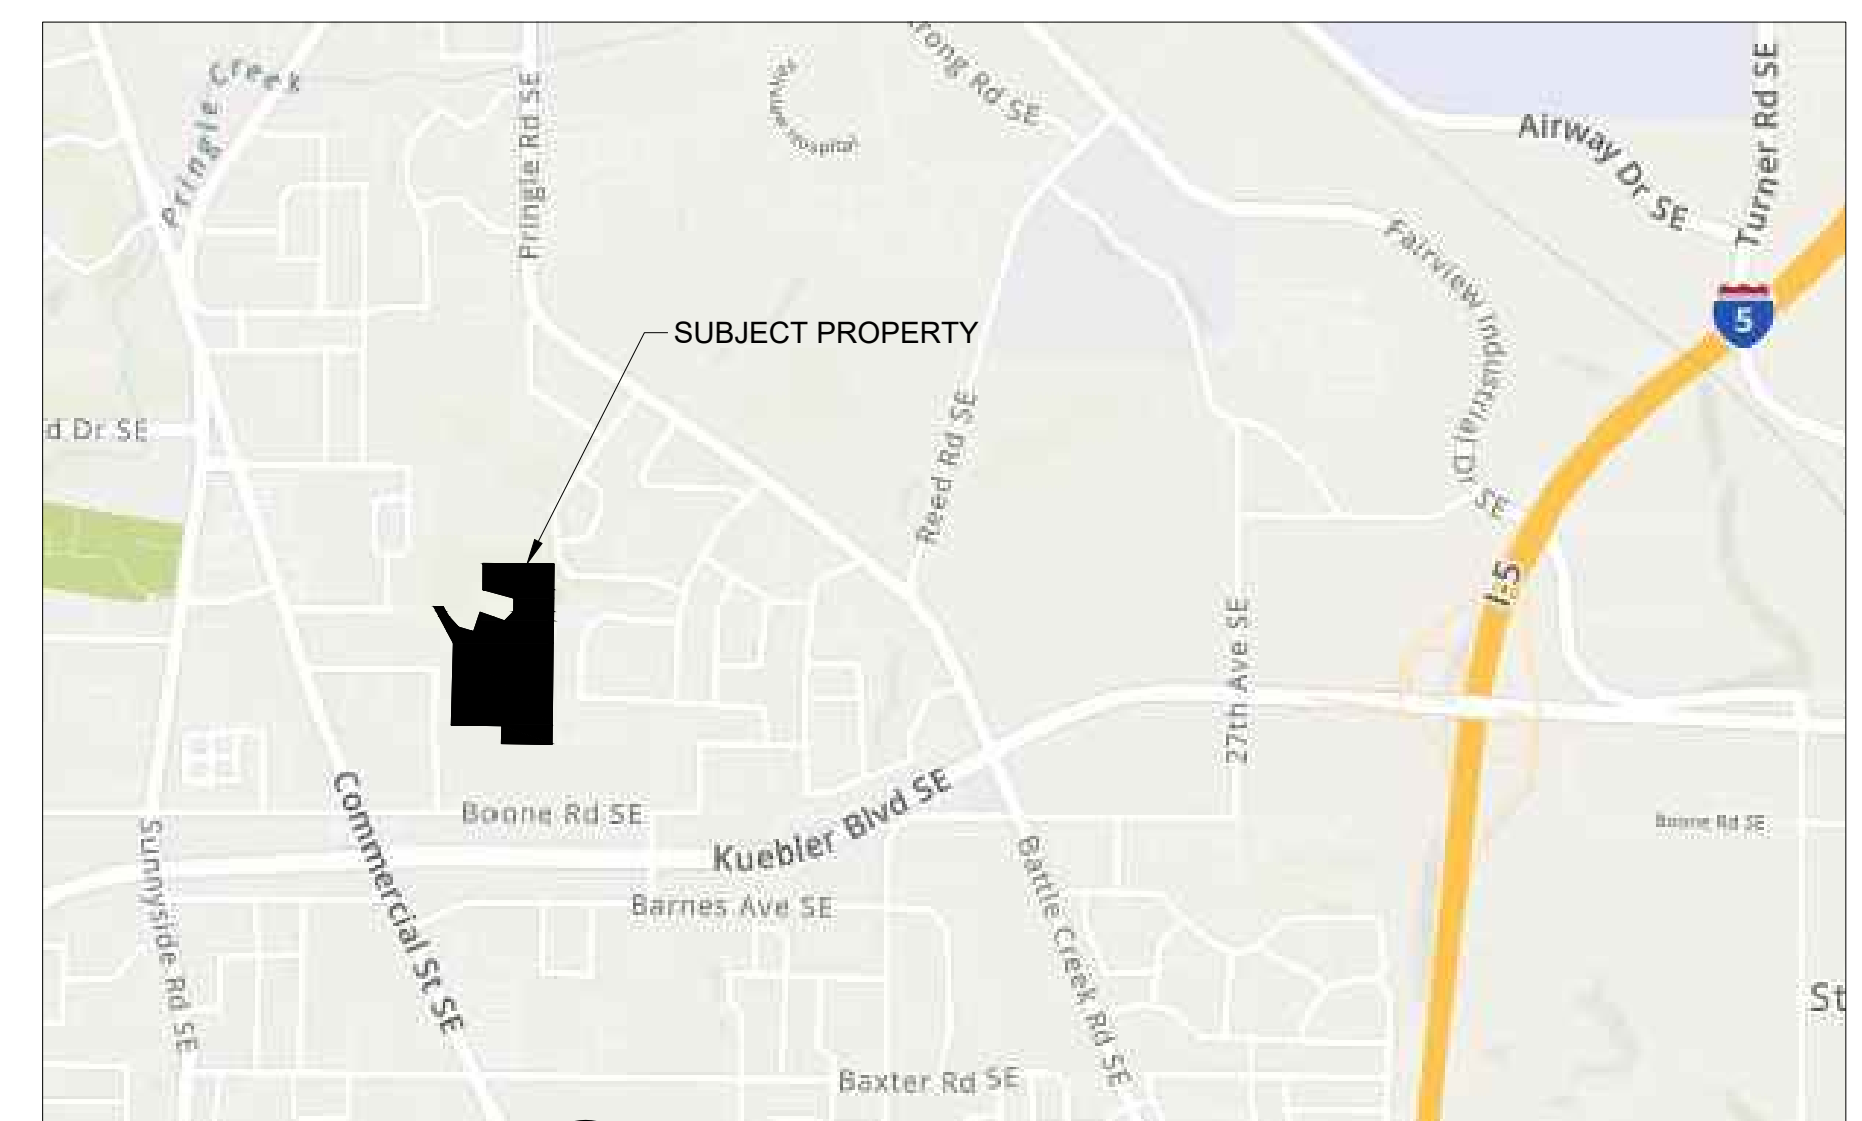 Pringle Creek
Pringle Rd SE
rong Rd SE
Airway Dr SE
Turner Rd SE
Fairview Industrial Dr SE
5
SUBJECT PROPERTY
Reed Rd SE
d Dr SE
I-5
27th Ave SE
Boone Rd SE
Kuebler Blvd SE
Boone Rd SE
Sunnyside Rd SE
Commercial St SE
Barnes Ave SE
Battle Creek Rd SE
St
Baxter Rd SE